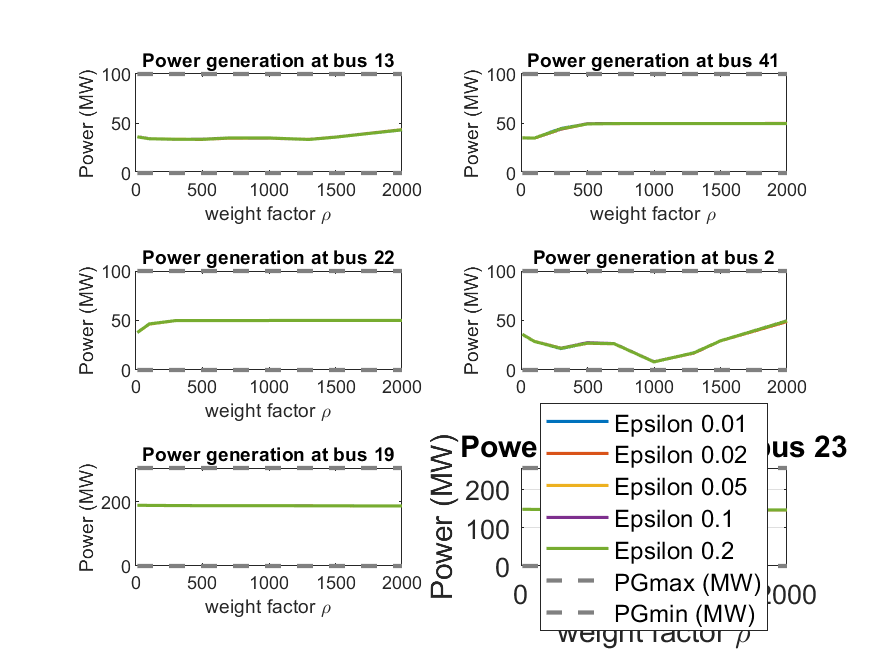 Power generation at bus 13
Power (MW)
100
50
0
0 500 1000 1500 2000
weight factor ρ
Power generation at bus 41
Power (MW)
100
50
0
0 500 1000 1500 2000
weight factor ρ
Power generation at bus 22
Power (MW)
100
50
0
0 500 1000 1500 2000
weight factor ρ
Power generation at bus 2
Power (MW)
100
50
0
0 500 1000 1500 2000
Power generation at bus 19
Power (MW)
200
0
0 500 1000 1500 2000
weight factor ρ
Powe bus 23
Power (MW)
200
100
0
0 2000
weight factor ρ
Epsilon 0.01
Epsilon 0.02
Epsilon 0.05
Epsilon 0.1
Epsilon 0.2
PGmax (MW)
PGmin (MW)